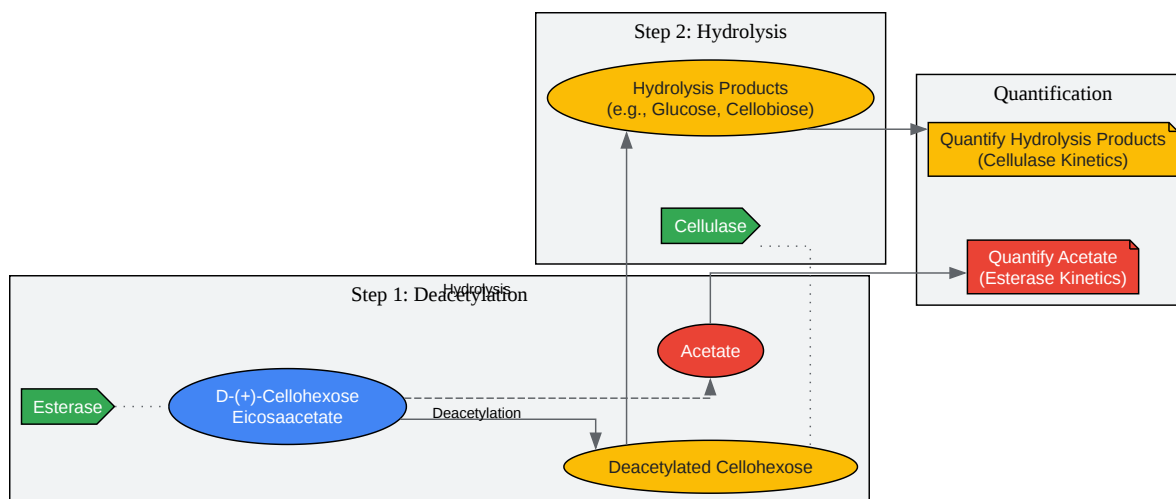 Step 2: Hydrolysis
Hydrolysis Products
(e.g., Glucose, Cellobiose)
Cellulase
Quantification
Quantify Hydrolysis Products
(Cellulase Kinetics)
Quantify Acetate
(Esterase Kinetics)
Hydrolysis
Step 1: Deacetylation
Acetate
Esterase
D-(+)-Cellohexose
Eicosaacetate
Deacetylation
Deacetylated Cellohexose